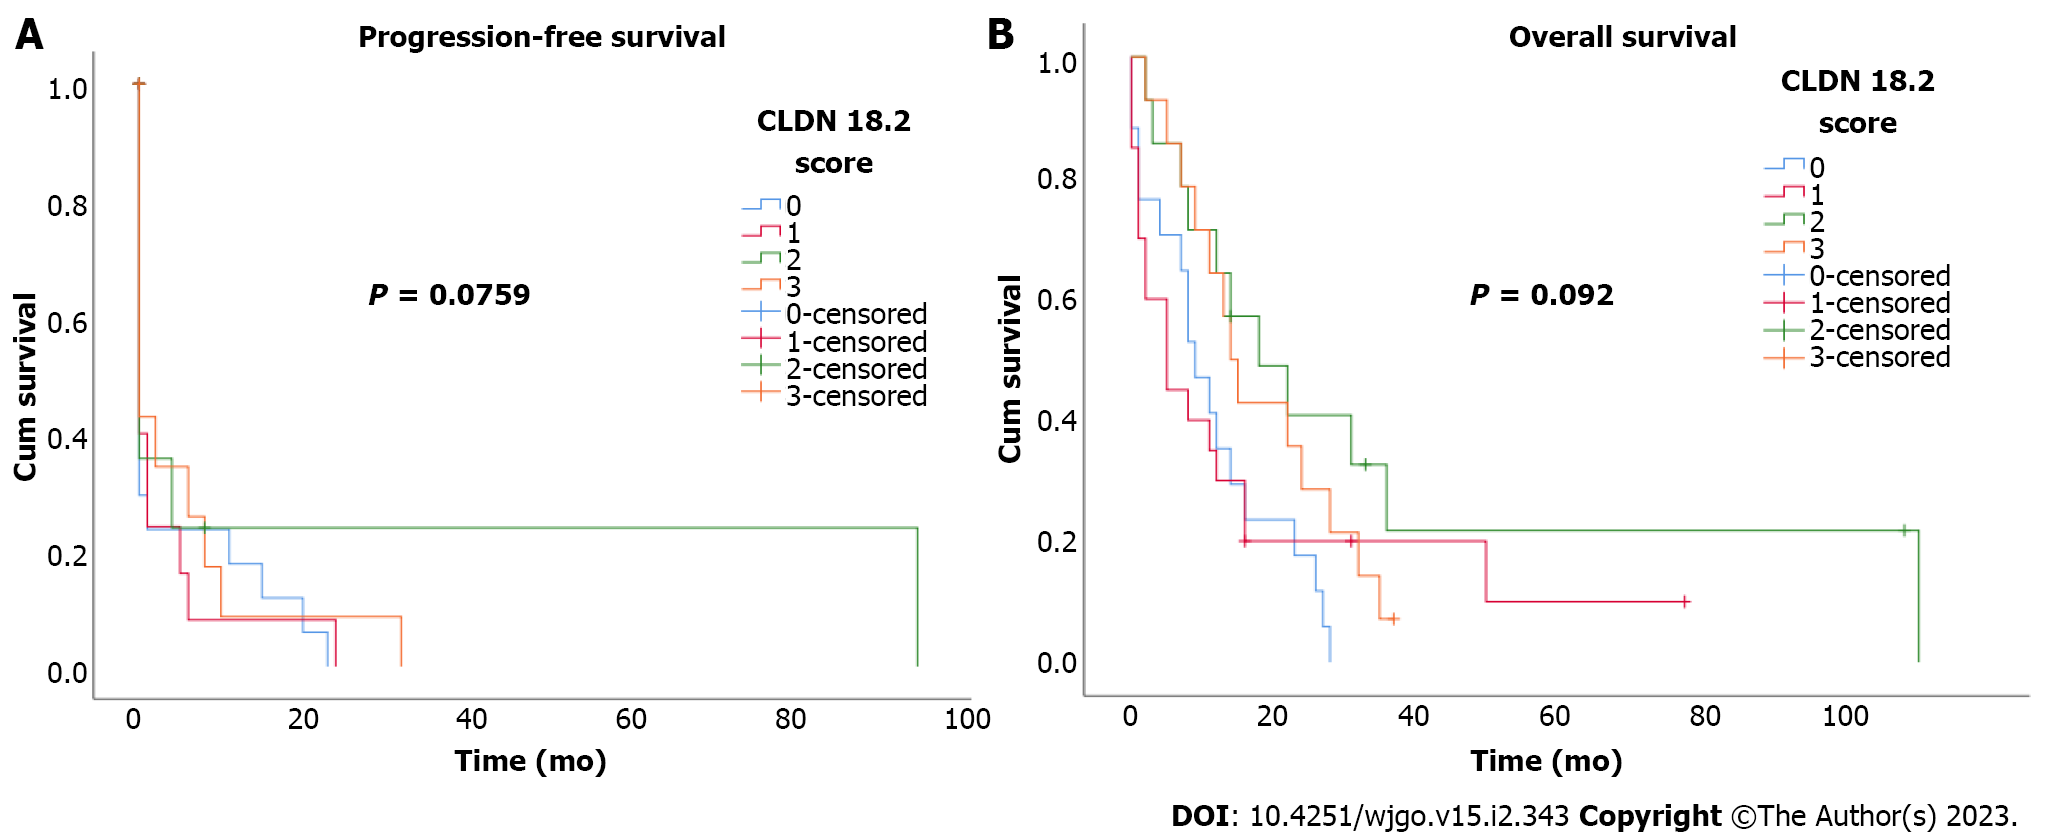 A
Progression-free survival
1.0
0.8
0.6
0.4
0.2
0.0
Cum survival
CLDN 18.2
score
0
1
2
3
0-censored
1-censored
2-censored
3-censored
P = 0.0759
0 20 40 60 80 100
Time (mo)
B
Overall survival
1.0
0.8
0.6
0.4
0.2
0.0
Cum survival
CLDN 18.2
score
0
1
2
3
0-censored
1-censored
2-censored
3-censored
P = 0.092
0 20 40 60 80 100
Time (mo)
DOI: 10.4251/wjgo.v15.i2.343 Copyright ©The Author(s) 2023.